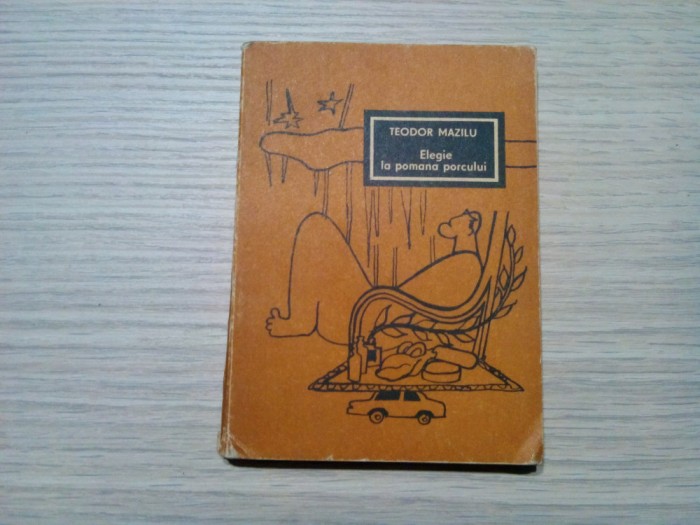 TEODOR MAZILU
Elegie
la pomana porcului